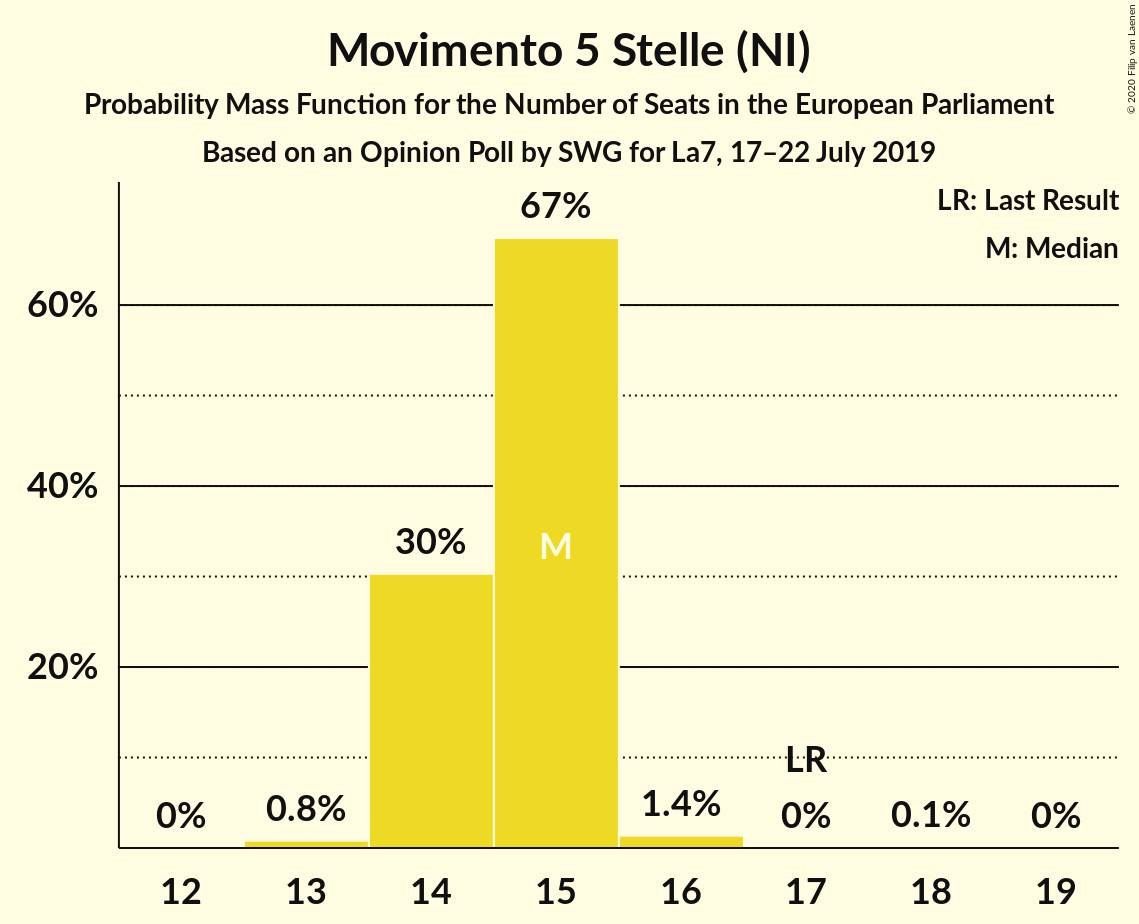 Movimento 5 Stelle (NI)
Probability Mass Function for the Number of Seats in the European Parliament
Based on an Opinion Poll by SWG for La7, 17–22 July 2019
© 2020 Filip van Laenen
LR: Last Result
M: Median
67%
60%
40%
30%
M
20%
LR
0%
0.8%
1.4%
0%
0.1%
0%
12 13 14 15 16 17 18 19